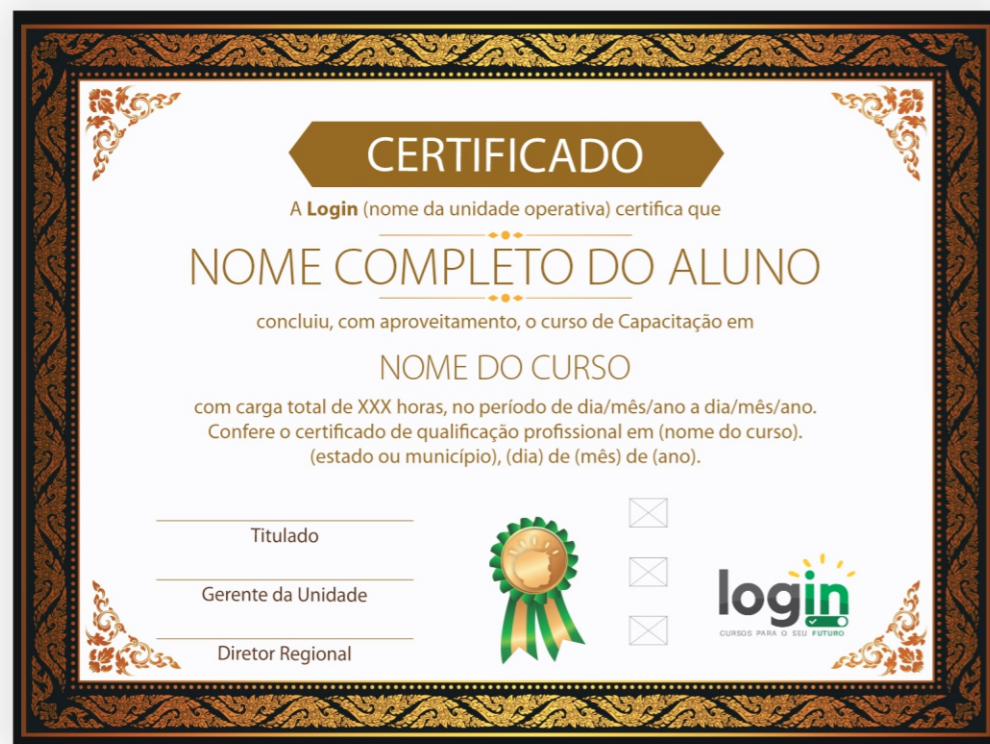 CERTIFICADO
A Login (nome da unidade operativa) certifica que
NOME COMPLETO DO ALUNO
concluiu, com aproveitamento, o curso de Capacitação em
NOME DO CURSO
com carga total de XXX horas, no período de dia/mês/ano a dia/mês/ano.
Confere o certificado de qualificação profissional em (nome do curso).
(estado ou município), (dia) de (mês) de (ano).
Titulado
Gerente da Unidade
Diretor Regional
login
CURSOS PARA O SEU FUTURO